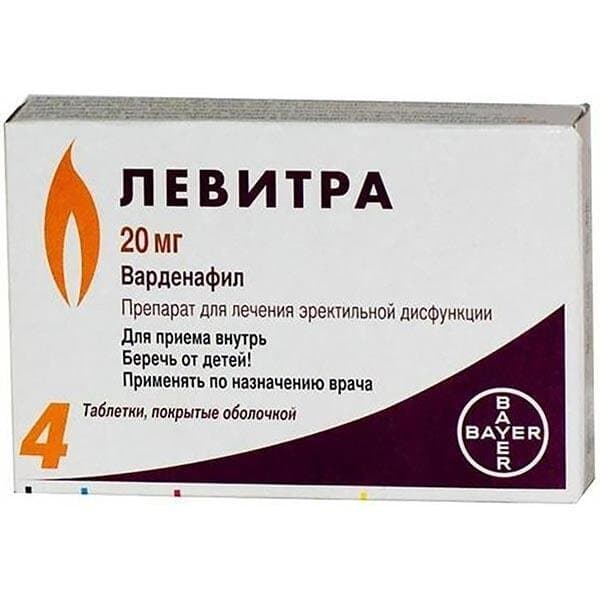 ЛЕВИТРА
20 мг
Варденафил
Препарат для лечения эректильной дисфункции
Для приема внутрь
Беречь от детей!
Применять по назначению врача
4 Таблетки, покрытые оболочкой
BAYER
BAYER